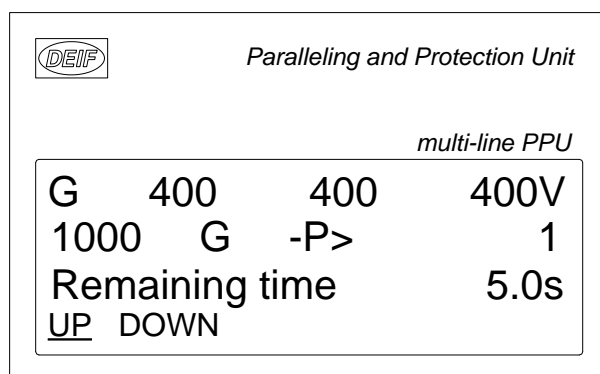 DEIF
Paralleling and Protection Unit
multi-line PPU
G 400 400 400V
1000 G -P> 1
Remaining time 5.0s
UP DOWN